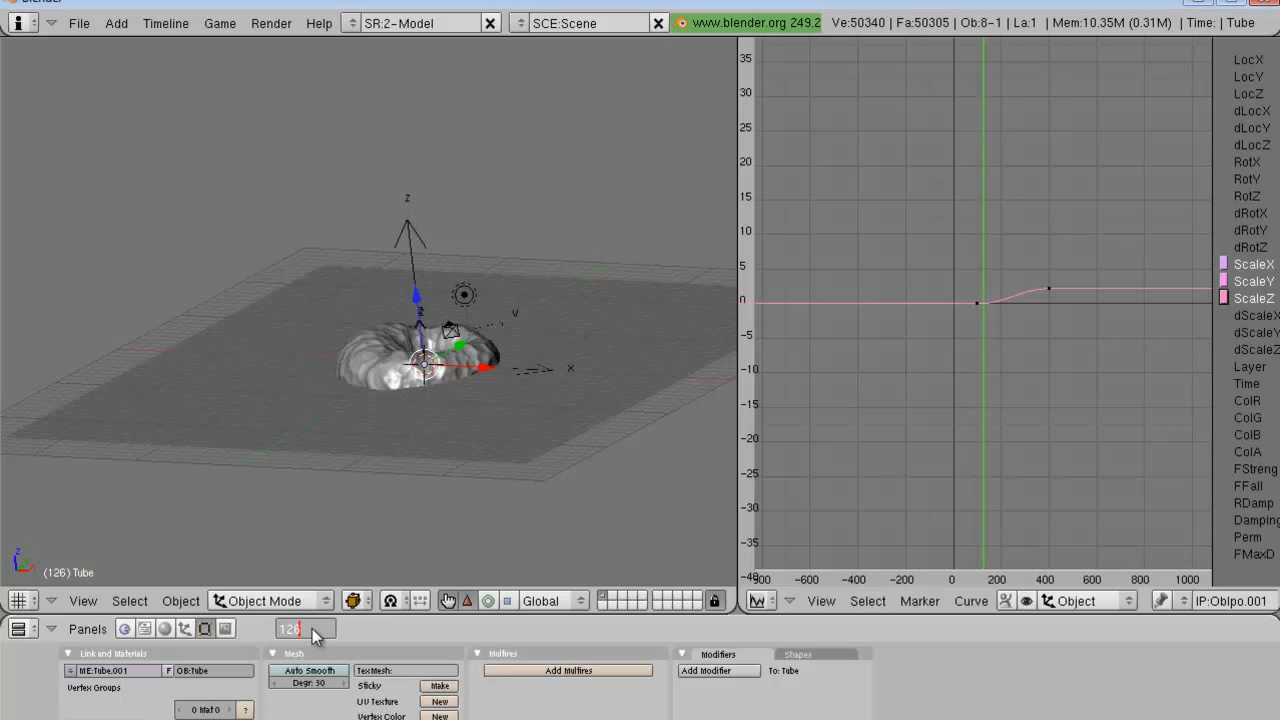 Blender
File Add Timeline Game Render Help SR:2-Model SCE:Scene www.blender.org 249.2 Ve:50340 | Fa:50305 | Ob:8-1 | La:1 | Mem:10.35M (0.31M) | Time: | Tube
z
z
Y
X
z
(126) Tube
35
30
25
20
15
10
5
0
-5
-10
-15
-20
-25
-30
-35
-40
-800 -600 -400 -200 0 200 400 600 800 1000
LocX
LocY
LocZ
dLocX
dLocY
dLocZ
RotX
RotY
RotZ
dRotX
dRotY
dRotZ
ScaleX
ScaleY
ScaleZ
dScaleX
dScaleY
dScaleZ
Layer
Time
ColR
ColG
ColB
ColA
FStreng
FFall
RDamp
Damping
Perm
FMaxD
View Select Object Object Mode Global View Select Marker Curve Object IP:ObIpo.001
Panels 126
Link and Materials Mesh Multires Modifiers Shapes
ME:Tube.001 F OB:Tube Auto Smooth TexMesh: Add Multires Add Modifier To: Tube
Vertex Groups Degr: 30 Sticky Make
UV Texture New
0 Mat 0 ? Vertex Color New